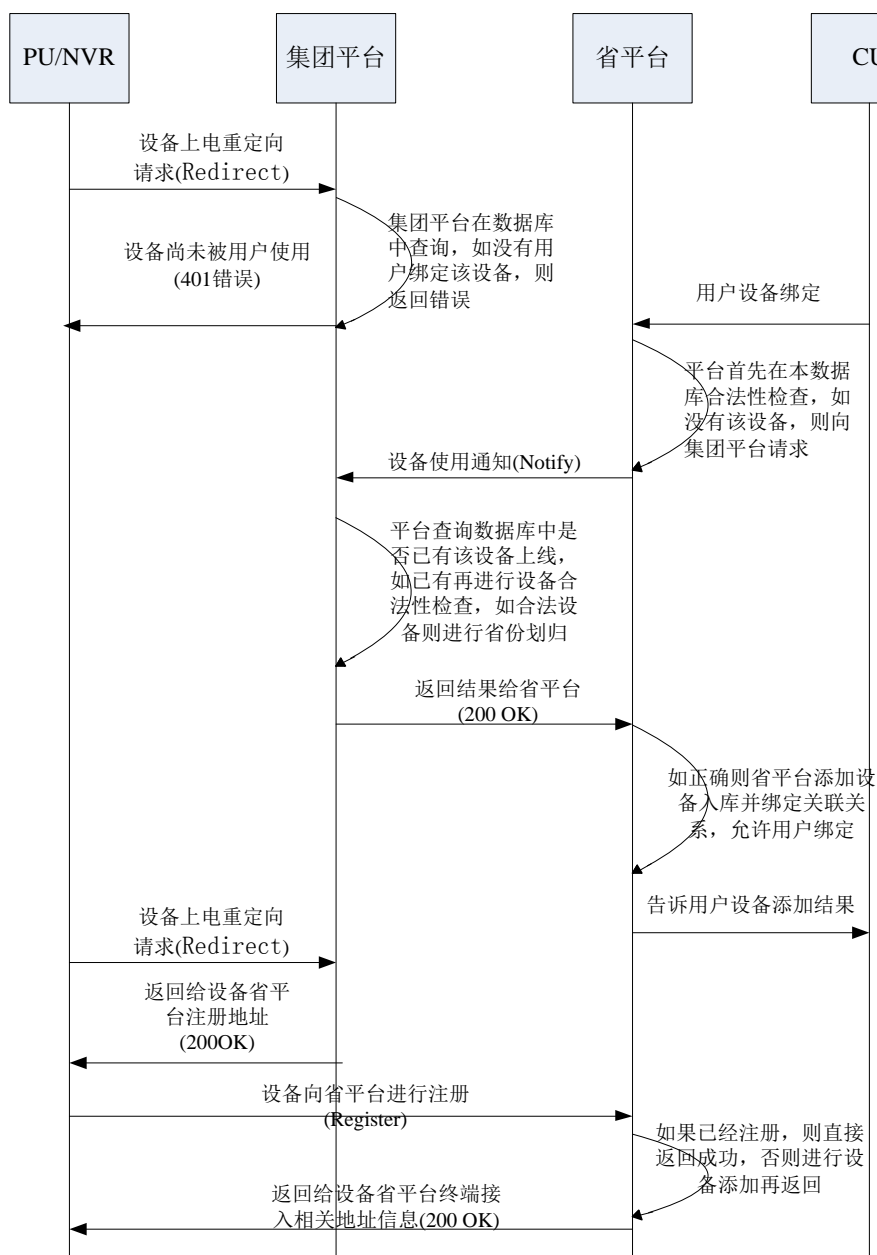 PU/NVR
集团平台
省平台
CU
设备上电重定向
请求(Redirect)
集团平台在数据库
中查询，如没有用
户绑定该设备，则
返回错误
设备尚未被用户使用
(401错误)
用户设备绑定
平台首先在本数据
库合法性检查，如
没有该设备，则向
集团平台请求
设备使用通知(Notify)
平台查询数据库中是
否已有该设备上线，
如已有再进行设备合
法性检查，如合法设
备则进行省份划归
返回结果给省平台
(200 OK)
如正确则省平台添加设
备入库并绑定关联关
系，允许用户绑定
告诉用户设备添加结果
设备上电重定向
请求(Redirect)
返回给设备省平
台注册地址
(200OK)
设备向省平台进行注册
(Register)
如果已经注册，则直接
返回成功，否则进行设
备添加再返回
返回给设备省平台终端接
入相关地址信息(200 OK)